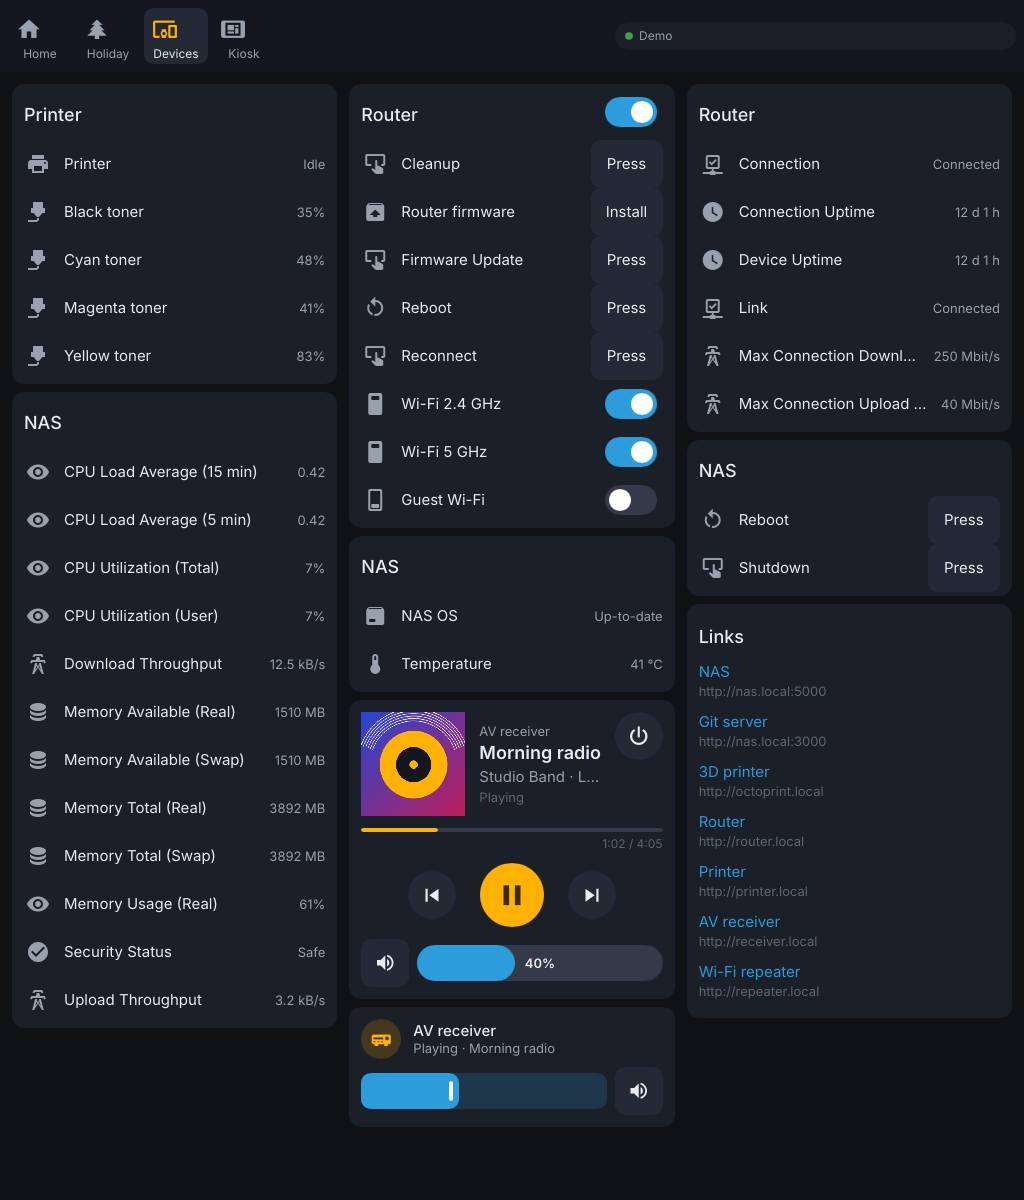 Home
Holiday
Devices
Kiosk
Demo
Printer
Printer Idle
Black toner 35%
Cyan toner 48%
Magenta toner 41%
Yellow toner 83%
NAS
CPU Load Average (15 min) 0.42
CPU Load Average (5 min) 0.42
CPU Utilization (Total) 7%
CPU Utilization (User) 7%
Download Throughput 12.5 kB/s
Memory Available (Real) 1510 MB
Memory Available (Swap) 1510 MB
Memory Total (Real) 3892 MB
Memory Total (Swap) 3892 MB
Memory Usage (Real) 61%
Security Status Safe
Upload Throughput 3.2 kB/s
Router
Cleanup Press
Router firmware Install
Firmware Update Press
Reboot Press
Reconnect Press
Wi-Fi 2.4 GHz
Wi-Fi 5 GHz
Guest Wi-Fi
NAS
NAS OS Up-to-date
Temperature 41 °C
AV receiver
Morning radio
Studio Band · L...
Playing
1:02 / 4:05
40%
AV receiver
Playing · Morning radio
Router
Connection Connected
Connection Uptime 12 d 1 h
Device Uptime 12 d 1 h
Link Connected
Max Connection Downl... 250 Mbit/s
Max Connection Upload ... 40 Mbit/s
NAS
Reboot Press
Shutdown Press
Links
NAS
http://nas.local:5000
Git server
http://nas.local:3000
3D printer
http://octoprint.local
Router
http://router.local
Printer
http://printer.local
AV receiver
http://receiver.local
Wi-Fi repeater
http://repeater.local